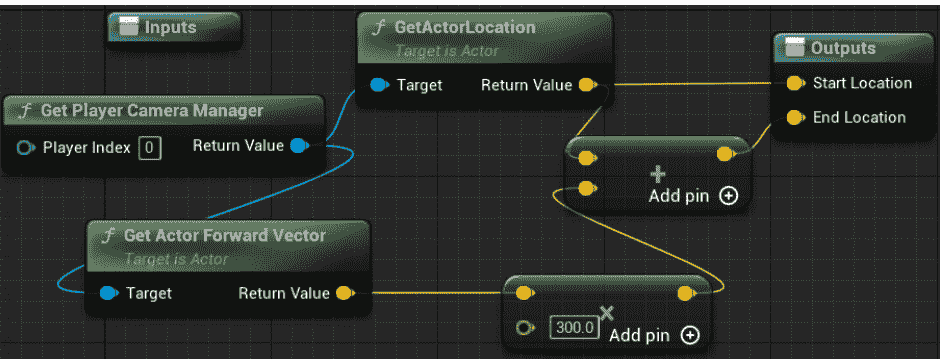 Inputs
f GetActorLocation
Target is Actor
Target Return Value
Outputs
Start Location
End Location
f Get Player Camera Manager
Player Index 0 Return Value
+
Add pin
f Get Actor Forward Vector
Target is Actor
Target Return Value
300.0 × Add pin